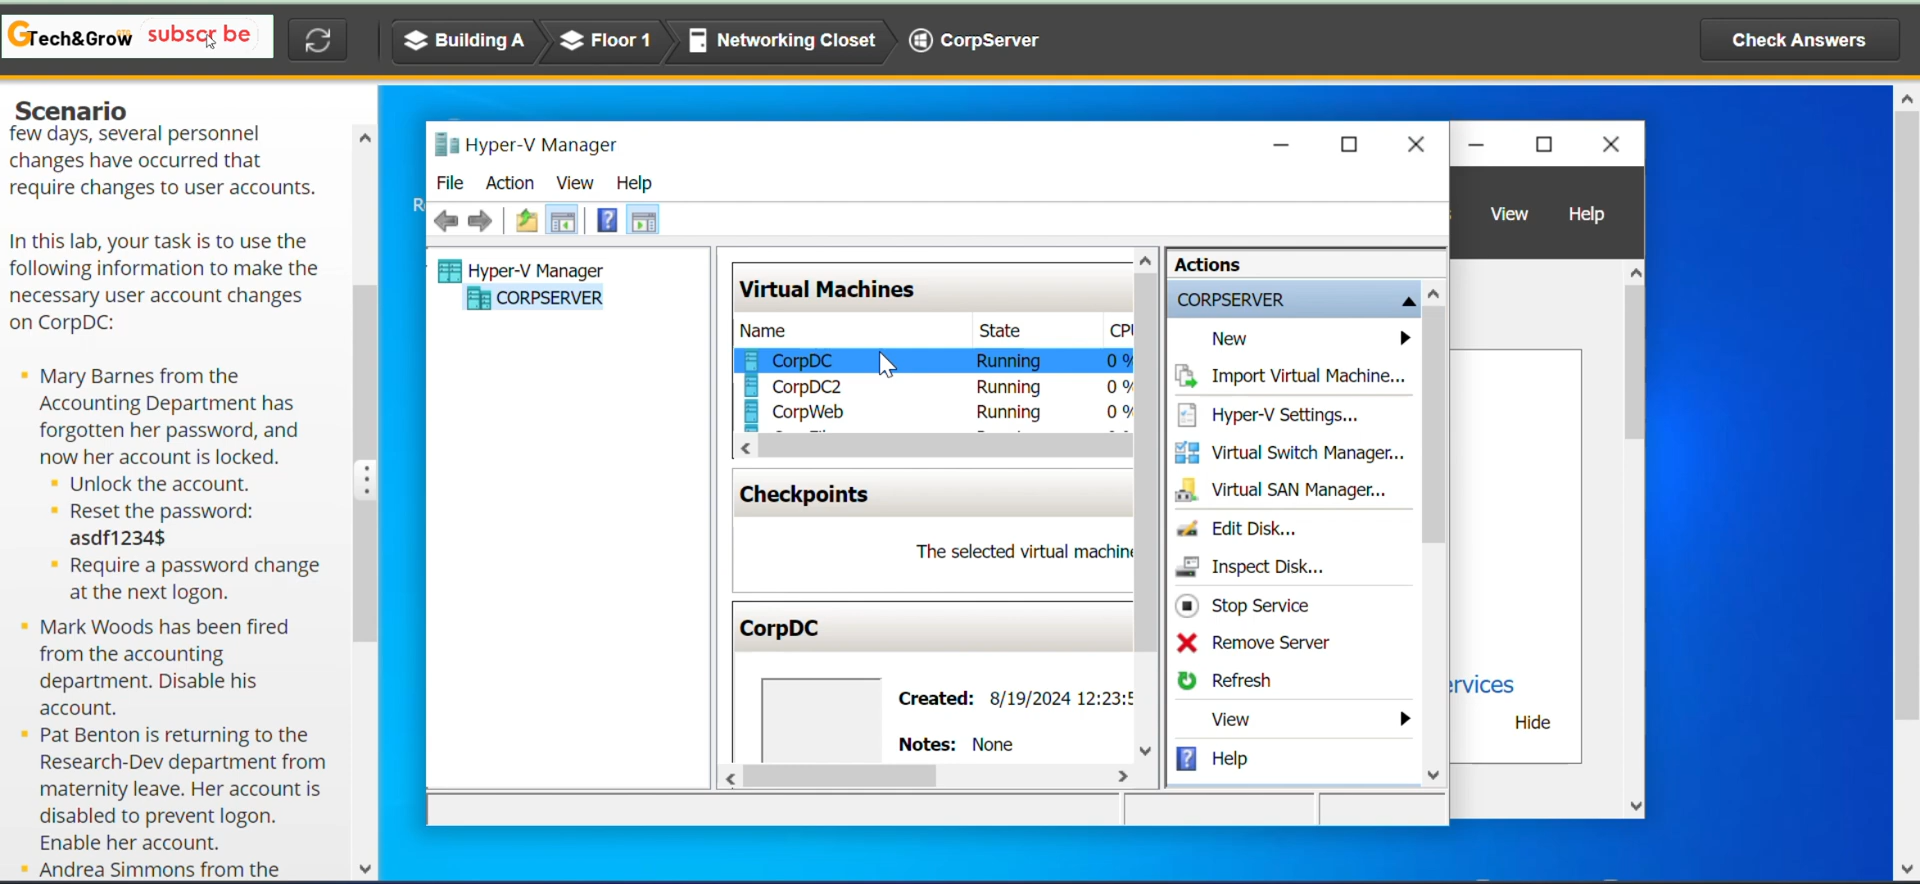 GTech&Grow subscr be
Building A
Floor 1
Networking Closet
CorpServer
Check Answers
Scenario
few days, several personnel
changes have occurred that
require changes to user accounts.
In this lab, your task is to use the
following information to make the
necessary user account changes
on CorpDC:
Mary Barnes from the
Accounting Department has
forgotten her password, and
now her account is locked.
Unlock the account.
Reset the password:
asdf1234$
Require a password change
at the next logon.
Mark Woods has been fired
from the accounting
department. Disable his
account.
Pat Benton is returning to the
Research-Dev department from
maternity leave. Her account is
disabled to prevent logon.
Enable her account.
Andrea Simmons from the
Hyper-V Manager
File Action View Help
Hyper-V Manager
CORPSERVER
Virtual Machines
Name State CPU
CorpDC Running 0 %
CorpDC2 Running 0 %
CorpWeb Running 0 %
Checkpoints
The selected virtual machine
CorpDC
Created: 8/19/2024 12:23:5
Notes: None
Actions
CORPSERVER
New
Import Virtual Machine...
Hyper-V Settings...
Virtual Switch Manager...
Virtual SAN Manager...
Edit Disk...
Inspect Disk...
Stop Service
Remove Server
Refresh
View
Help
View Help
ervices
Hide